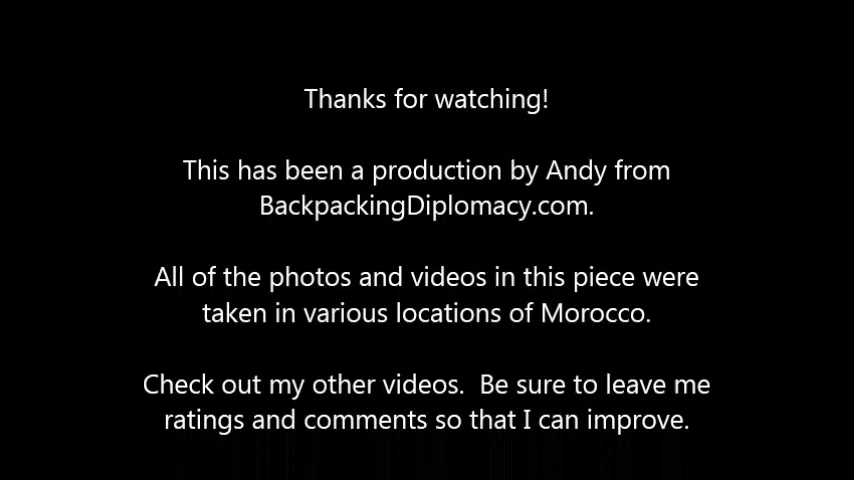 Thanks for watching!
This has been a production by Andy from
BackpackingDiplomacy.com.
All of the photos and videos in this piece were
taken in various locations of Morocco.
Check out my other videos.  Be sure to leave me
ratings and comments so that I can improve.